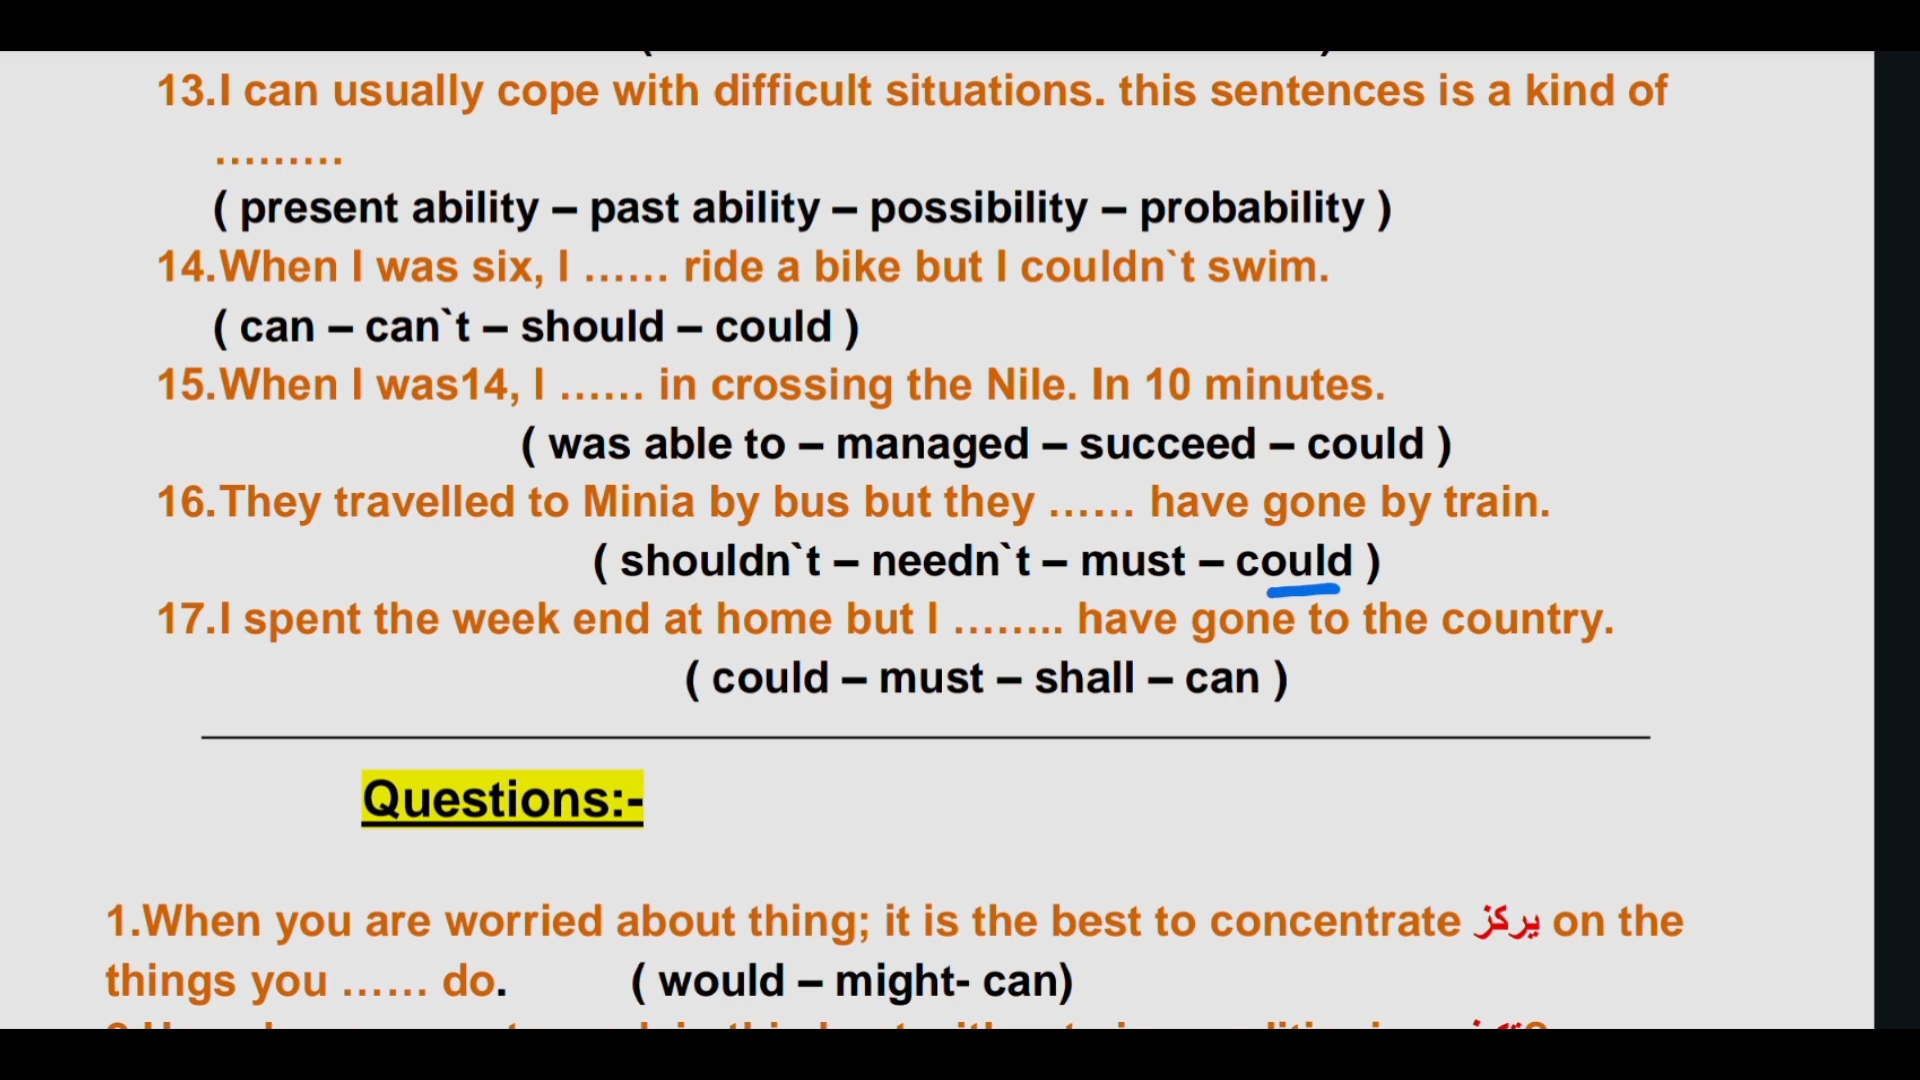 13.I can usually cope with difficult situations. this sentences is a kind of
………
( present ability – past ability – possibility – probability )
14.When I was six, I …… ride a bike but I couldn`t swim.
( can – can`t – should – could )
15.When I was14, I …… in crossing the Nile. In 10 minutes.
( was able to – managed – succeed – could )
16.They travelled to Minia by bus but they …… have gone by train.
( shouldn`t – needn`t – must – could )
17.I spent the week end at home but I …….. have gone to the country.
( could – must – shall – can )
Questions:-
1.When you are worried about thing; it is the best to concentrate يركز on the
things you …… do. ( would – might- can)